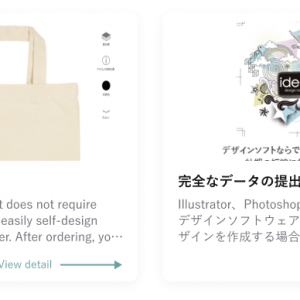 t does not require
easily self-design
er. After ordering, yo…
View detail
ide
デザインソフトならで
完全なデータの提出
Illustrator、Photoshop
デザインソフトウェア
ザインを作成する場合